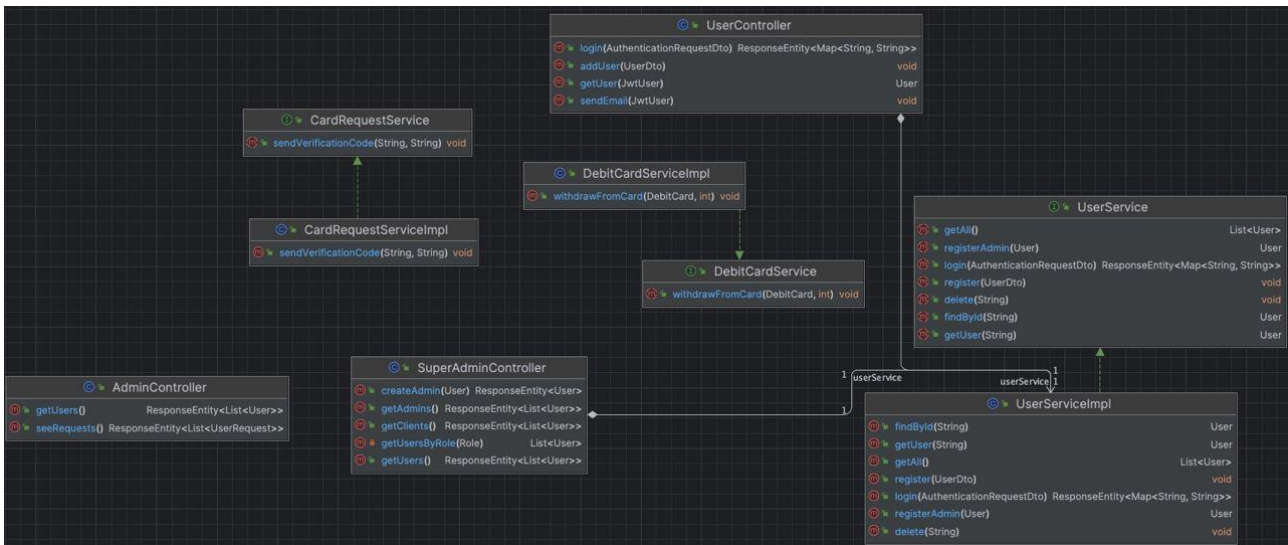 UserController
login(AuthenticationRequestDto) ResponseEntity<Map<String, String>>
addUser(UserDto) void
getUser(JwtUser) User
sendEmail(JwtUser) void
CardRequestService
sendVerificationCode(String, String) void
DebitCardServiceImpl
withdrawFromCard(DebitCard, int) void
CardRequestServiceImpl
sendVerificationCode(String, String) void
UserService
getAll() List<User>
registerAdmin(User) User
login(AuthenticationRequestDto) ResponseEntity<Map<String, String>>
register(UserDto) void
delete(String) void
findById(String) User
getUser(String) User
DebitCardService
withdrawFromCard(DebitCard, int) void
AdminController
getUsers() ResponseEntity<List<User>>
seeRequests() ResponseEntity<List<UserRequest>>
SuperAdminController
createAdmin(User) ResponseEntity<User>
getAdmins() ResponseEntity<List<User>>
getClients() ResponseEntity<List<User>>
getUsersByRole(Role) List<User>
getUsers() ResponseEntity<List<User>>
1
1 userService 1
userService 1
UserServiceImpl
findById(String) User
getUser(String) User
getAll() List<User>
register(UserDto) void
login(AuthenticationRequestDto) ResponseEntity<Map<String, String>>
registerAdmin(User) User
delete(String) void